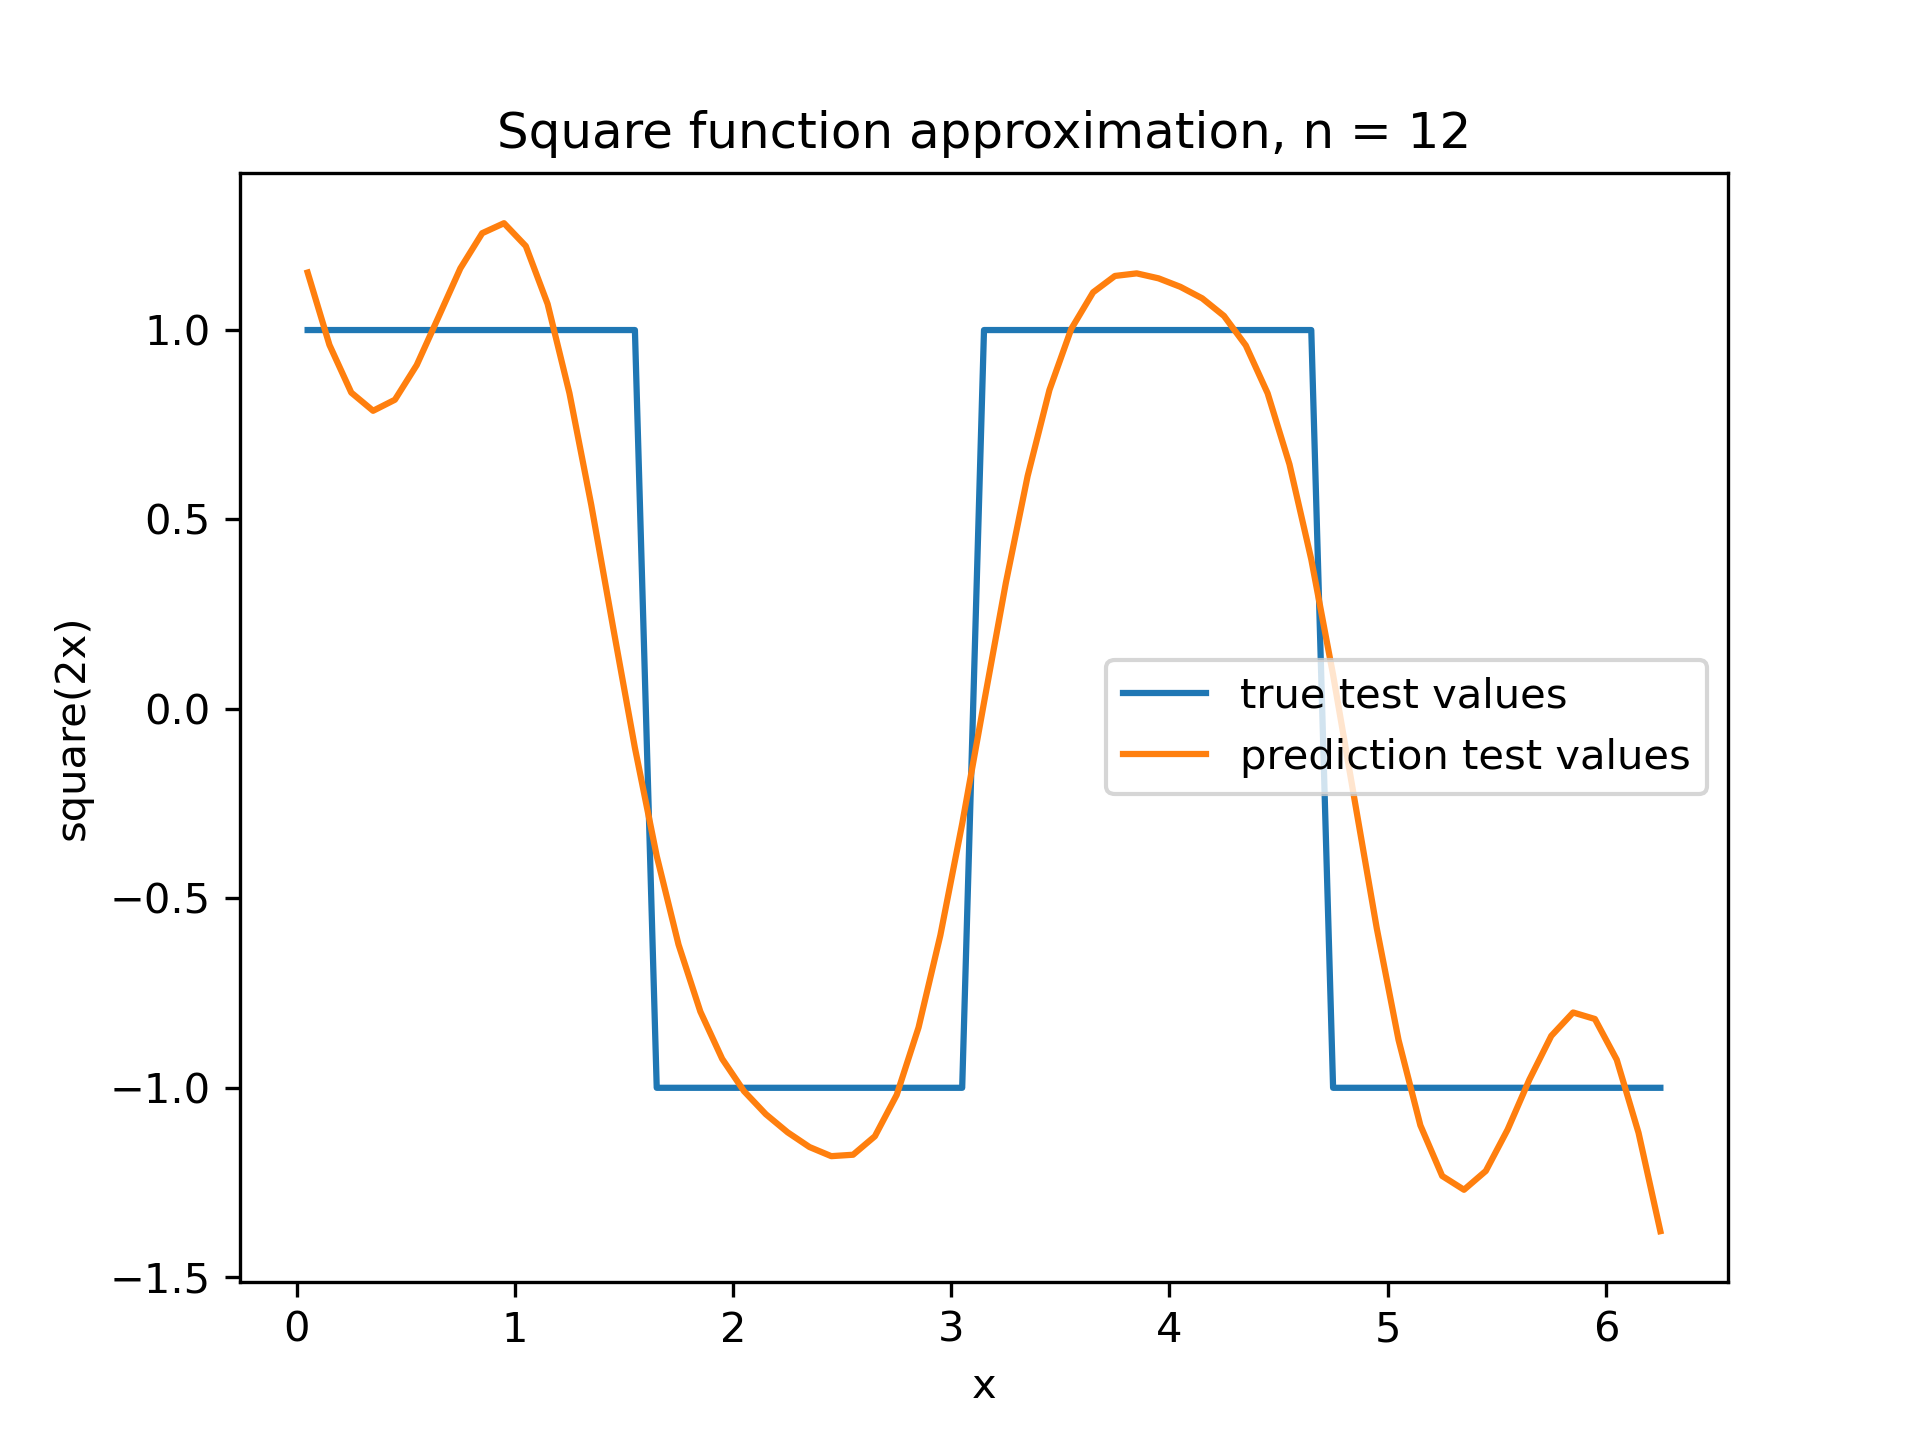 Square function approximation, n = 12
square(2x)
1.0
0.5
0.0
−0.5
−1.0
−1.5
true test values
prediction test values
0 1 2 3 4 5 6
x